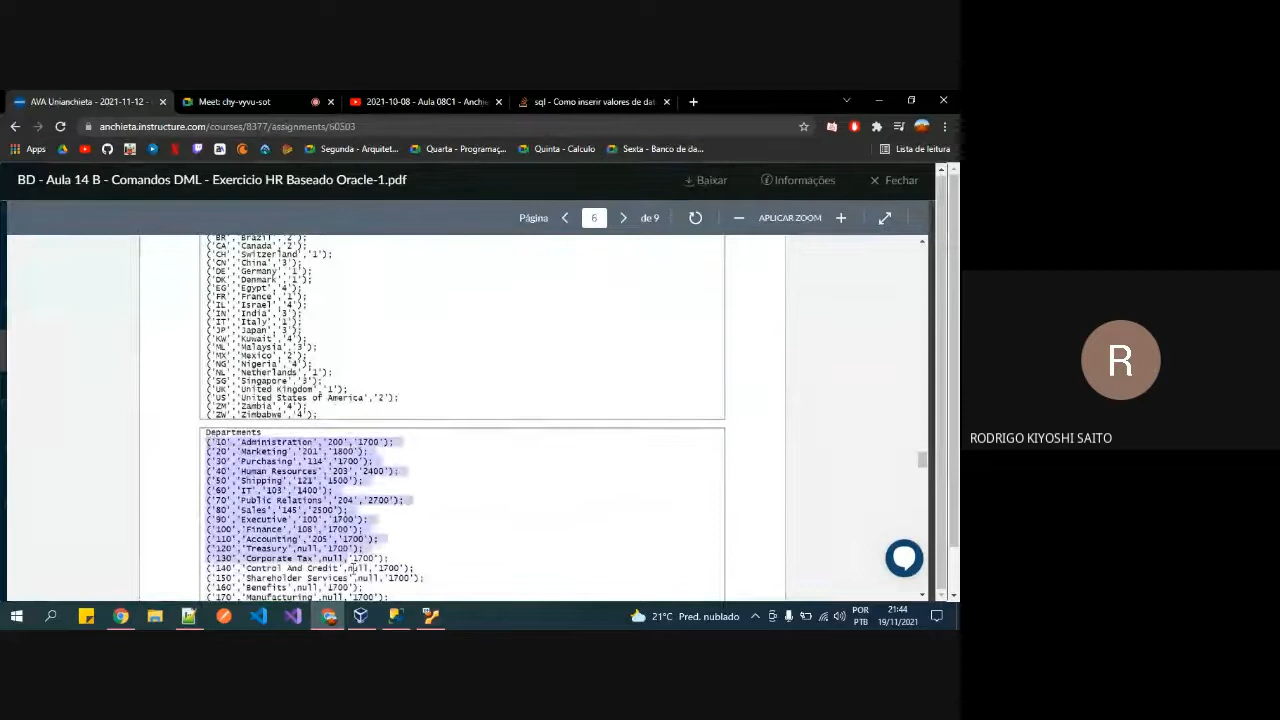 AVA Unianchieta - 2021-11-12 -
Meet: chy-vyvu-sot
2021-10-08 - Aula 08C1 - Anchie
sql - Como inserir valores de dat
anchieta.instructure.com/courses/8377/assignments/60503
Apps
Segunda - Arquitet...
Quarta - Programaç...
Quinta - Calculo
Sexta - Banco de da...
Lista de leitura
BD - Aula 14 B - Comandos DML - Exercicio HR Baseado Oracle-1.pdf
Baixar
Informações
Fechar
Página
6
de 9
APLICAR ZOOM
('BR','Brazil','2');
('CA','Canada','2');
('CH','Switzerland','1');
('CN','China','3');
('DE','Germany','1');
('DK','Denmark','1');
('EG','Egypt','4');
('FR','France','1');
('IL','Israel','4');
('IN','India','3');
('IT','Italy','1');
('JP','Japan','3');
('KW','Kuwait','4');
('ML','Malaysia','3');
('MX','Mexico','2');
('NG','Nigeria','4');
('NL','Netherlands','1');
('SG','Singapore','3');
('UK','United Kingdom','1');
('US','United States of America','2');
('ZM','Zambia','4');
('ZW','Zimbabwe','4');
Departments
('10','Administration','200','1700');
('20','Marketing','201','1800');
('30','Purchasing','114','1700');
('40','Human Resources','203','2400');
('50','Shipping','121','1500');
('60','IT','103','1400');
('70','Public Relations','204','2700');
('80','Sales','145','2500');
('90','Executive','100','1700');
('100','Finance','108','1700');
('110','Accounting','205','1700');
('120','Treasury',null,'1700');
('130','Corporate Tax',null,'1700');
('140','Control And Credit',null,'1700');
('150','Shareholder Services',null,'1700');
('160','Benefits',null,'1700');
('170','Manufacturing',null,'1700');
21°C Pred. nublado
POR
PTB
21:44
19/11/2021
R
RODRIGO KIYOSHI SAITO